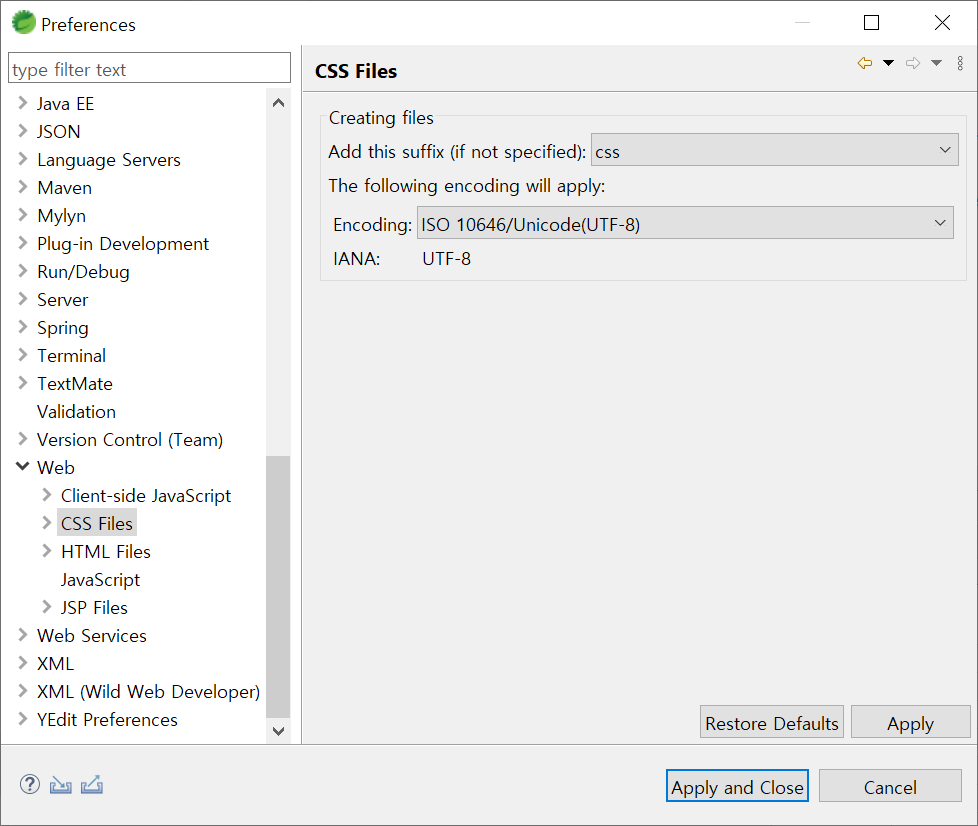 Preferences
type filter text
Java EE
JSON
Language Servers
Maven
Mylyn
Plug-in Development
Run/Debug
Server
Spring
Terminal
TextMate
Validation
Version Control (Team)
Web
Client-side JavaScript
CSS Files
HTML Files
JavaScript
JSP Files
Web Services
XML
XML (Wild Web Developer)
YEdit Preferences
CSS Files
Creating files
Add this suffix (if not specified): css
The following encoding will apply:
Encoding: ISO 10646/Unicode(UTF-8)
IANA: UTF-8
Restore Defaults Apply
? Apply and Close Cancel